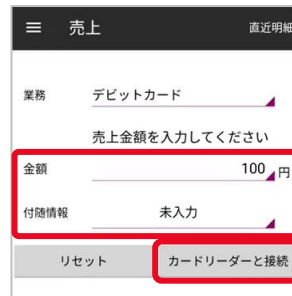 売上 直近明細
業務 デビットカード
売上金額を入力してください
金額 100 円
付随情報 未入力
リセット カードリーダーと接続